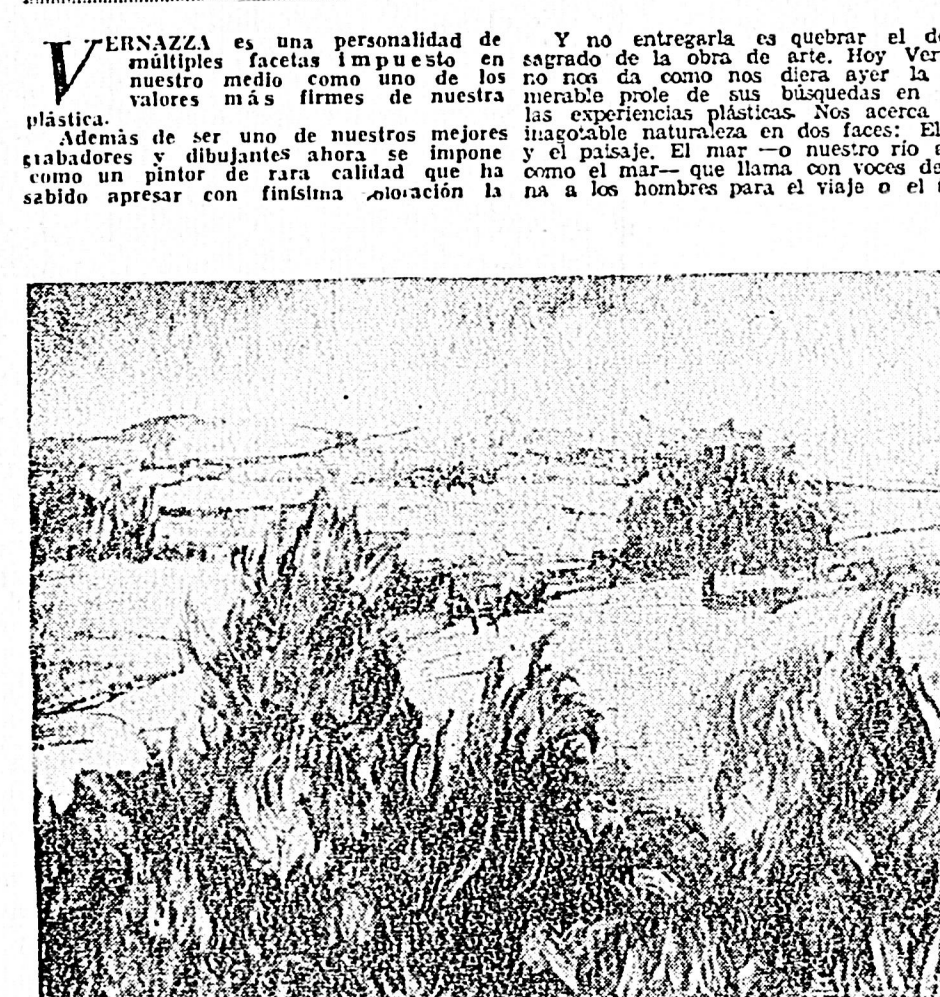 VERNAZZA es una personalidad de
múltiples facetas impuesto en
nuestro medio como uno de los
valores más firmes de nuestra
plástica.
Además de ser uno de nuestros mejores
grabadores y dibujantes ahora se impone
como un pintor de rara calidad que ha
sabido apresar con finísima coloración la
Y no entregarla es quebrar el
sagrado de la obra de arte. Hoy Ver
no nos da como nos diera ayer la
merable prole de sus búsquedas en
las experiencias plásticas. Nos acerca
inagotable naturaleza en dos faces: El
y el paisaje. El mar —o nuestro río
como el mar— que llama con voces de
na a los hombres para el viaje o el